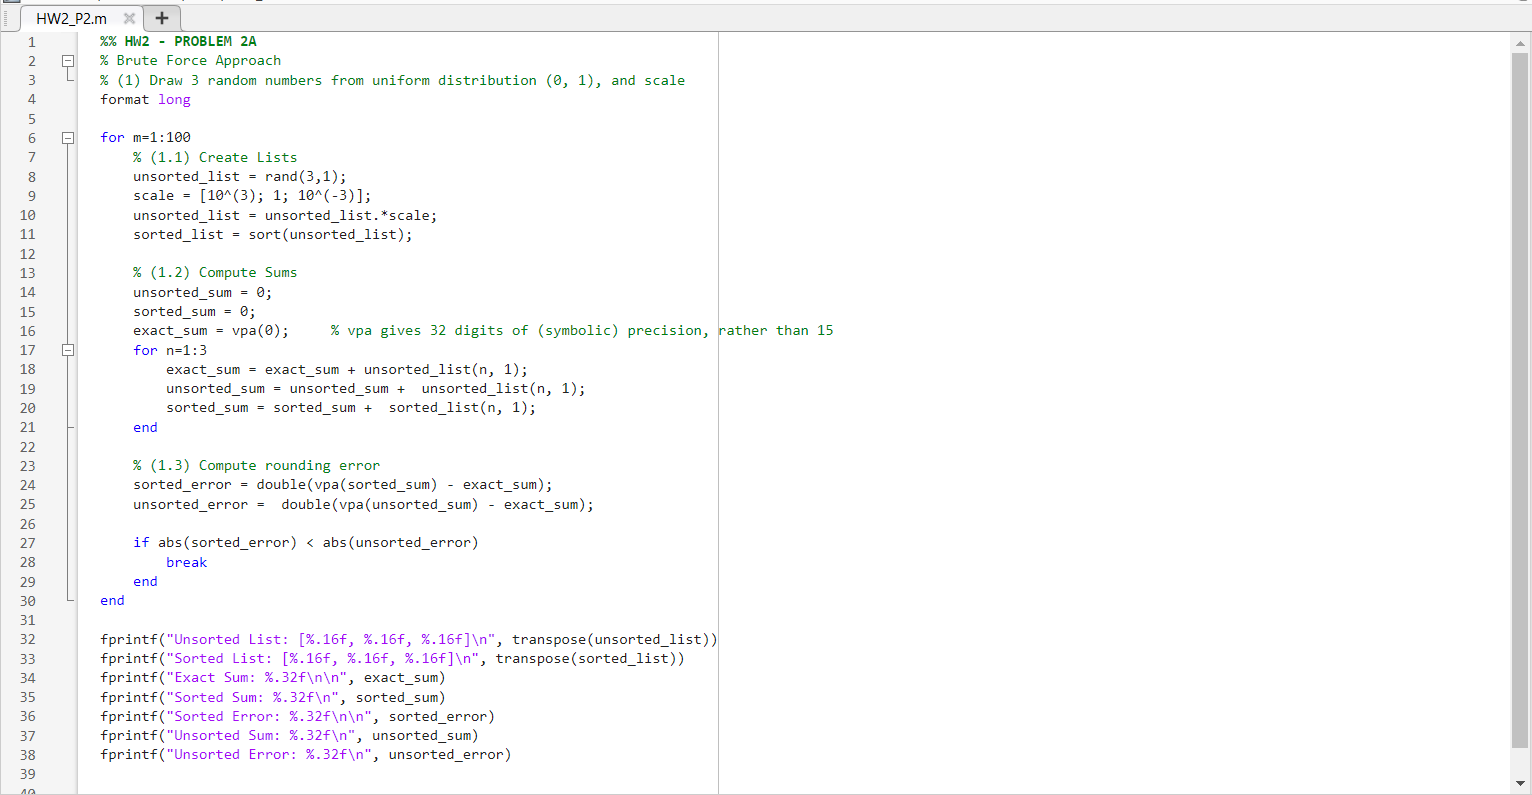 HW2_P2.m
1 %% HW2 - PROBLEM 2A
2 % Brute Force Approach
3 % (1) Draw 3 random numbers from uniform distribution (0, 1), and scale
4 format long
5
6 for m=1:100
7 % (1.1) Create Lists
8 unsorted_list = rand(3,1);
9 scale = [10^(3); 1; 10^(-3)];
10 unsorted_list = unsorted_list.*scale;
11 sorted_list = sort(unsorted_list);
12
13 % (1.2) Compute Sums
14 unsorted_sum = 0;
15 sorted_sum = 0;
16 exact_sum = vpa(0);     % vpa gives 32 digits of (symbolic) precision, rather than 15
17 for n=1:3
18 exact_sum = exact_sum + unsorted_list(n, 1);
19 unsorted_sum = unsorted_sum +  unsorted_list(n, 1);
20 sorted_sum = sorted_sum +  sorted_list(n, 1);
21 end
22
23 % (1.3) Compute rounding error
24 sorted_error = double(vpa(sorted_sum) - exact_sum);
25 unsorted_error =  double(vpa(unsorted_sum) - exact_sum);
26
27 if abs(sorted_error) < abs(unsorted_error)
28 break
29 end
30 end
31
32 fprintf("Unsorted List: [%.16f, %.16f, %.16f]\n", transpose(unsorted_list))
33 fprintf("Sorted List: [%.16f, %.16f, %.16f]\n", transpose(sorted_list))
34 fprintf("Exact Sum: %.32f\n\n", exact_sum)
35 fprintf("Sorted Sum: %.32f\n", sorted_sum)
36 fprintf("Sorted Error: %.32f\n\n", sorted_error)
37 fprintf("Unsorted Sum: %.32f\n", unsorted_sum)
38 fprintf("Unsorted Error: %.32f\n", unsorted_error)
39
40